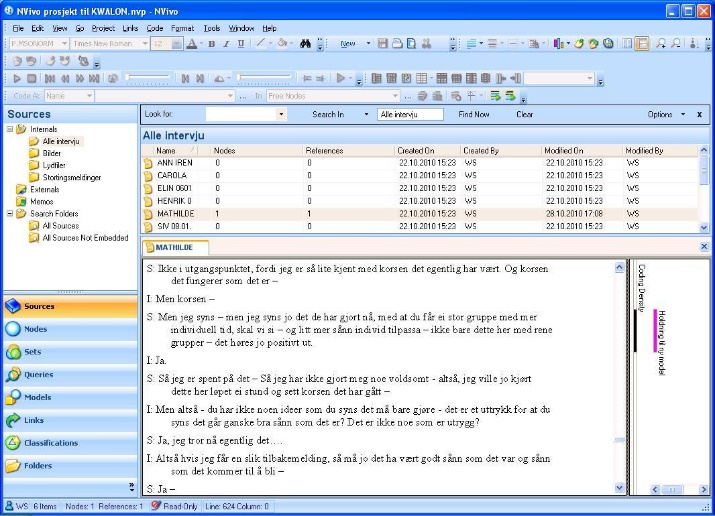 NVivo prosjekt til KWALON.nvp - NVivo
File Edit View Go Project Links Code Format Tools Window Help
P.MSONORM Times New Roman 12 A B I U New
Code At Name In Free Nodes
Sources
Internals
Alle intervju
Bilder
Lydfiler
Stortingsmeldinger
Externals
Memos
Search Folders
All Sources
All Sources Not Embedded
Sources
Nodes
Sets
Queries
Models
Links
Classifications
Folders
Look for: Search In Alle intervju Find Now Clear Options x
Alle intervju
Name Nodes References Created On Created By Modified On Modified By
ANN IREN 0 0 22.10.2010 15:23 WS 22.10.2010 15:23 WS
CAROLA 0 0 22.10.2010 15:23 WS 22.10.2010 15:23 WS
ELIN 0601 0 0 22.10.2010 15:23 WS 22.10.2010 15:23 WS
HENRIK 0 0 0 22.10.2010 15:23 WS 22.10.2010 15:23 WS
MATHILDE 1 1 22.10.2010 15:23 WS 28.10.2010 17:08 WS
SIV 08.01. 0 0 22.10.2010 15:23 WS 22.10.2010 15:23 WS
MATHILDE
S: Ikke i utgangspunktet, fordi jeg er så lite kjent med korsen det egentlig har vært. Og korsen
det fungerer som det er –
I: Men korsen –
S: Men jeg syns – men jeg syns jo det de har gjort nå, med at du får ei stor gruppe med mer
individuell tid, skal vi si – og litt mer sånn individ tilpassa – ikke bare dette her med rene
grupper – det høres jo positivt ut.
I: Ja.
S: Så jeg er spent på det – Så jeg har ikke gjort meg noe voldsomt - altså, jeg ville jo kjørt
dette her løpet ei stund og sett korsen det har gått –
I: Men altså - du har ikke noen ideer som du syns det må bare gjøre - det er et uttrykk for at du
syns det går ganske bra sånn som det er? Det er ikke noe som er utrygg?
S: Ja, jeg tror nå egentlig det….
I: Altså hvis jeg får en slik tilbakemelding, så må jo det ha vært godt sånn som det var og sånn
som det kommer til å bli –
S: Ja –
Coding Density
Holdning til ny modell
WS 6 Items Nodes: 1 References: 1 Read-Only Line: 624 Column: 0